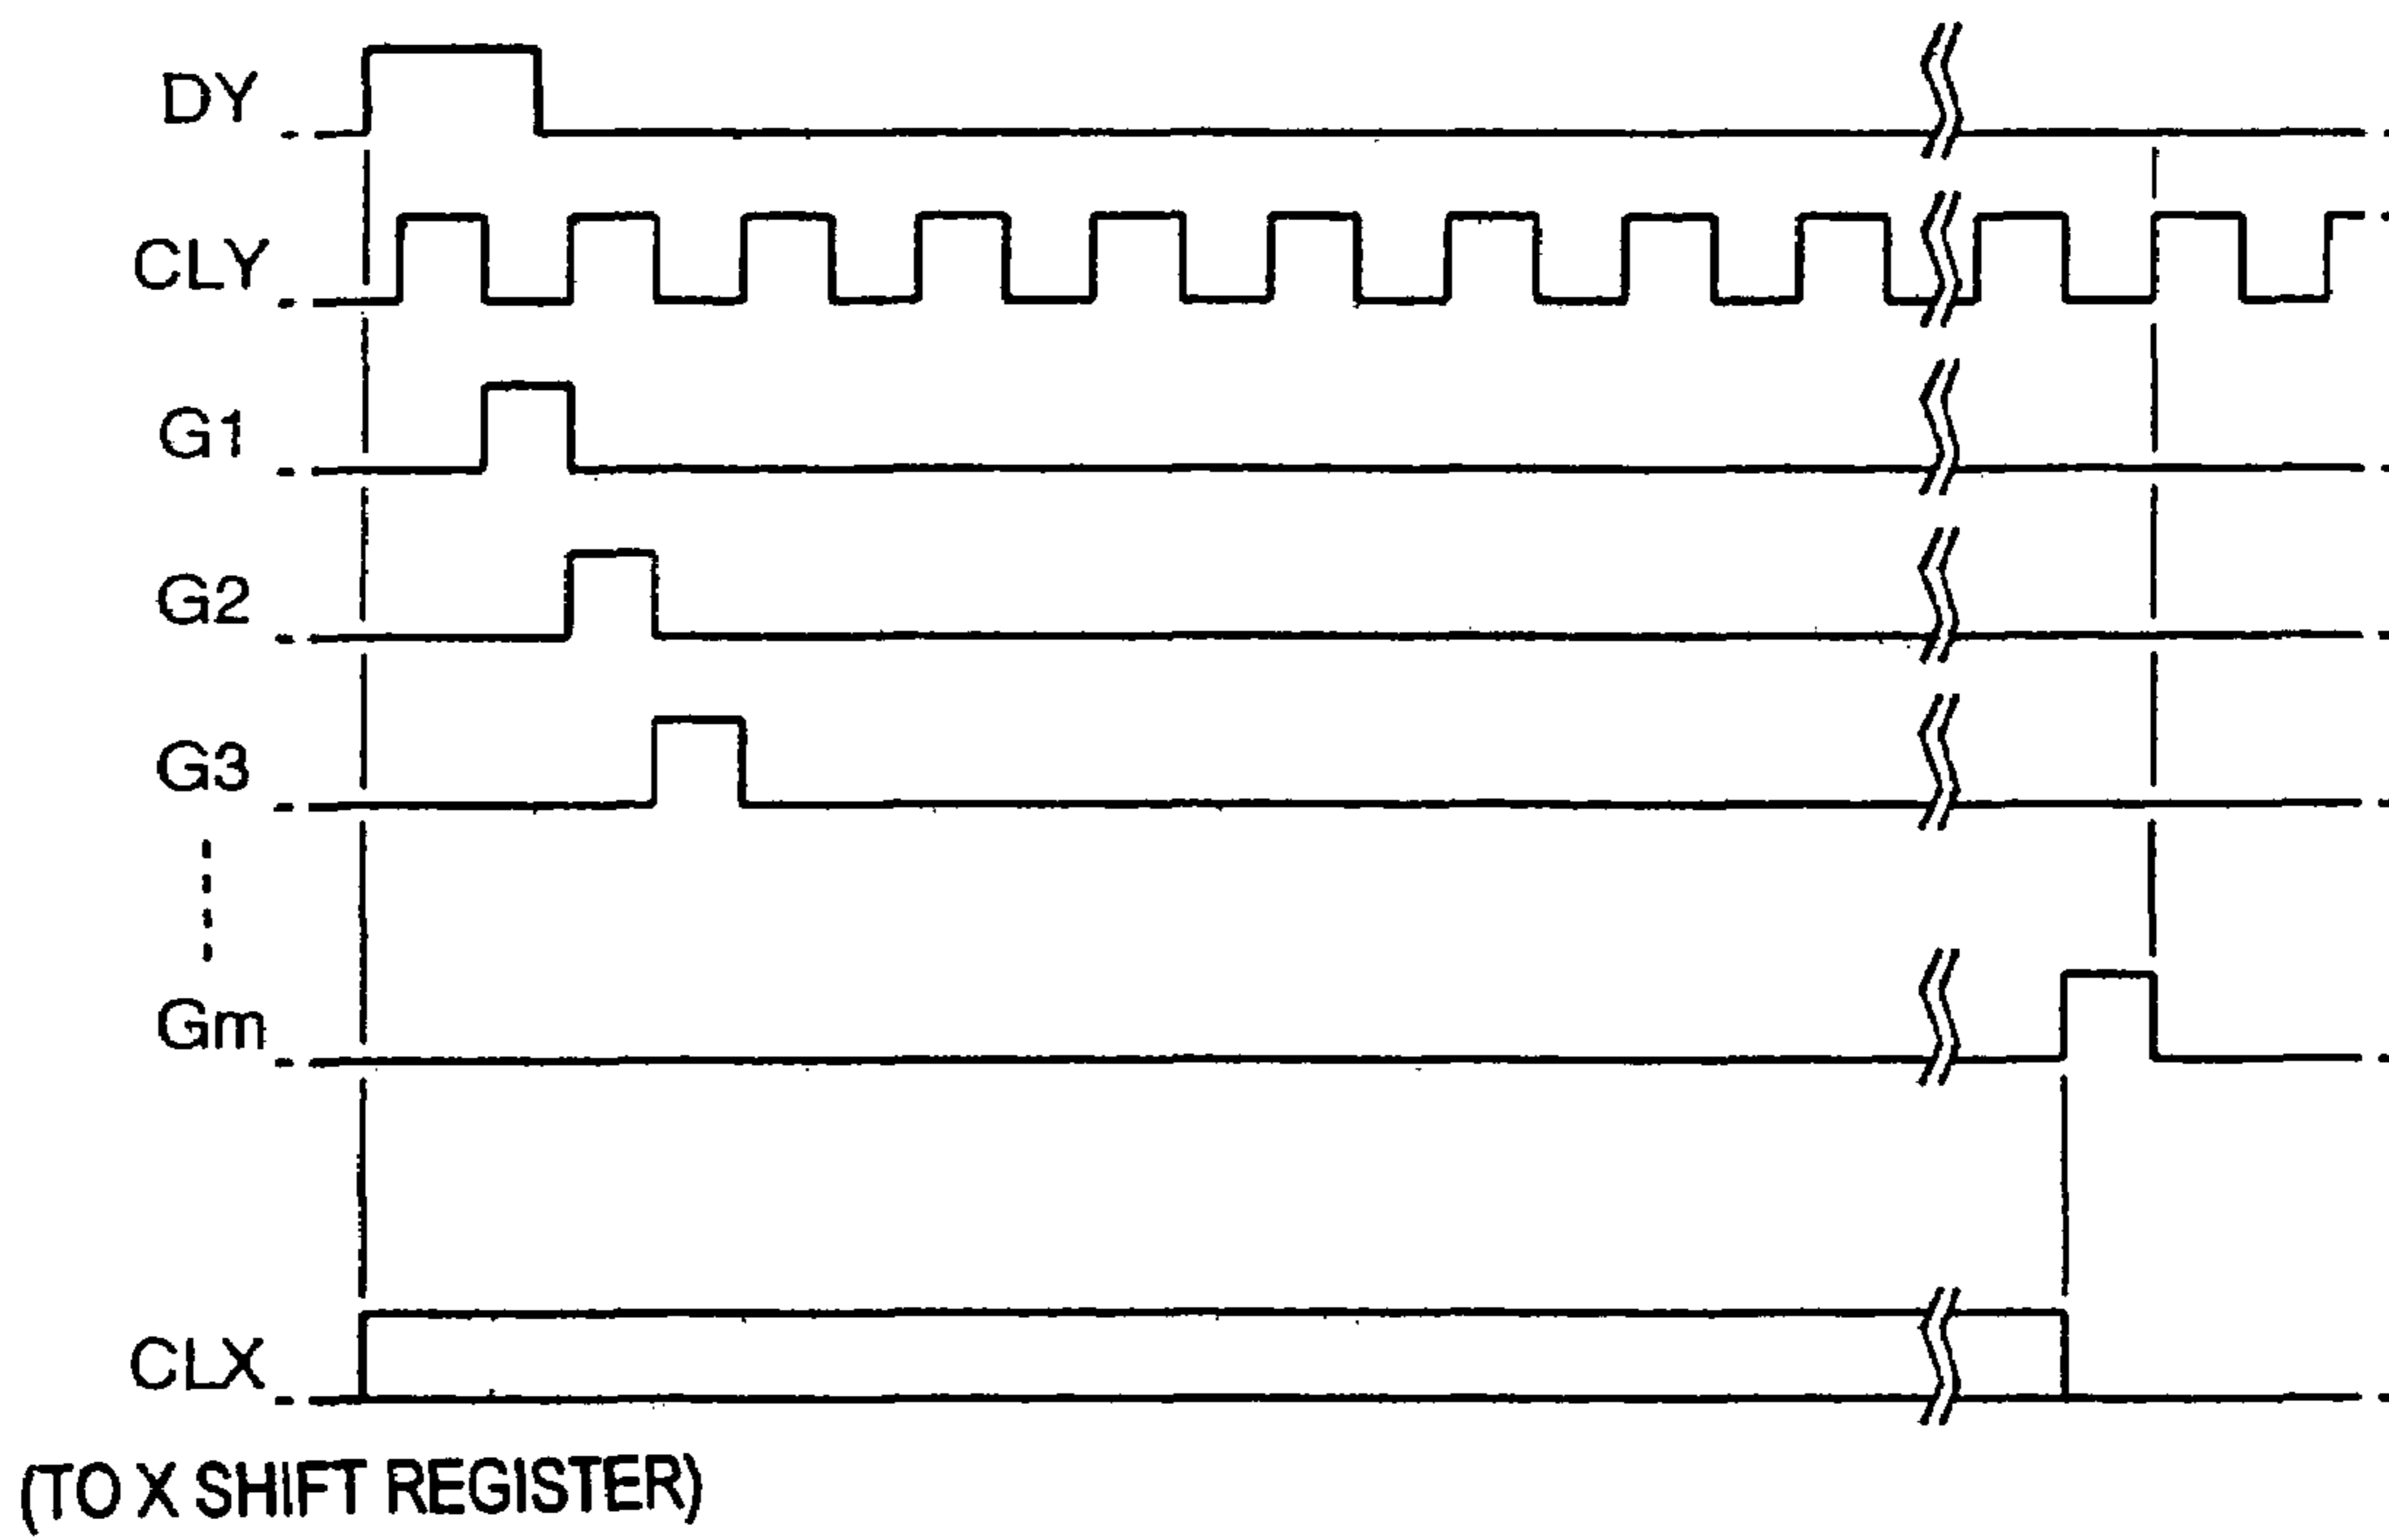 DY
CLY
G1
G2
G3
Gm
CLX
(TO X SHIFT REGISTER)